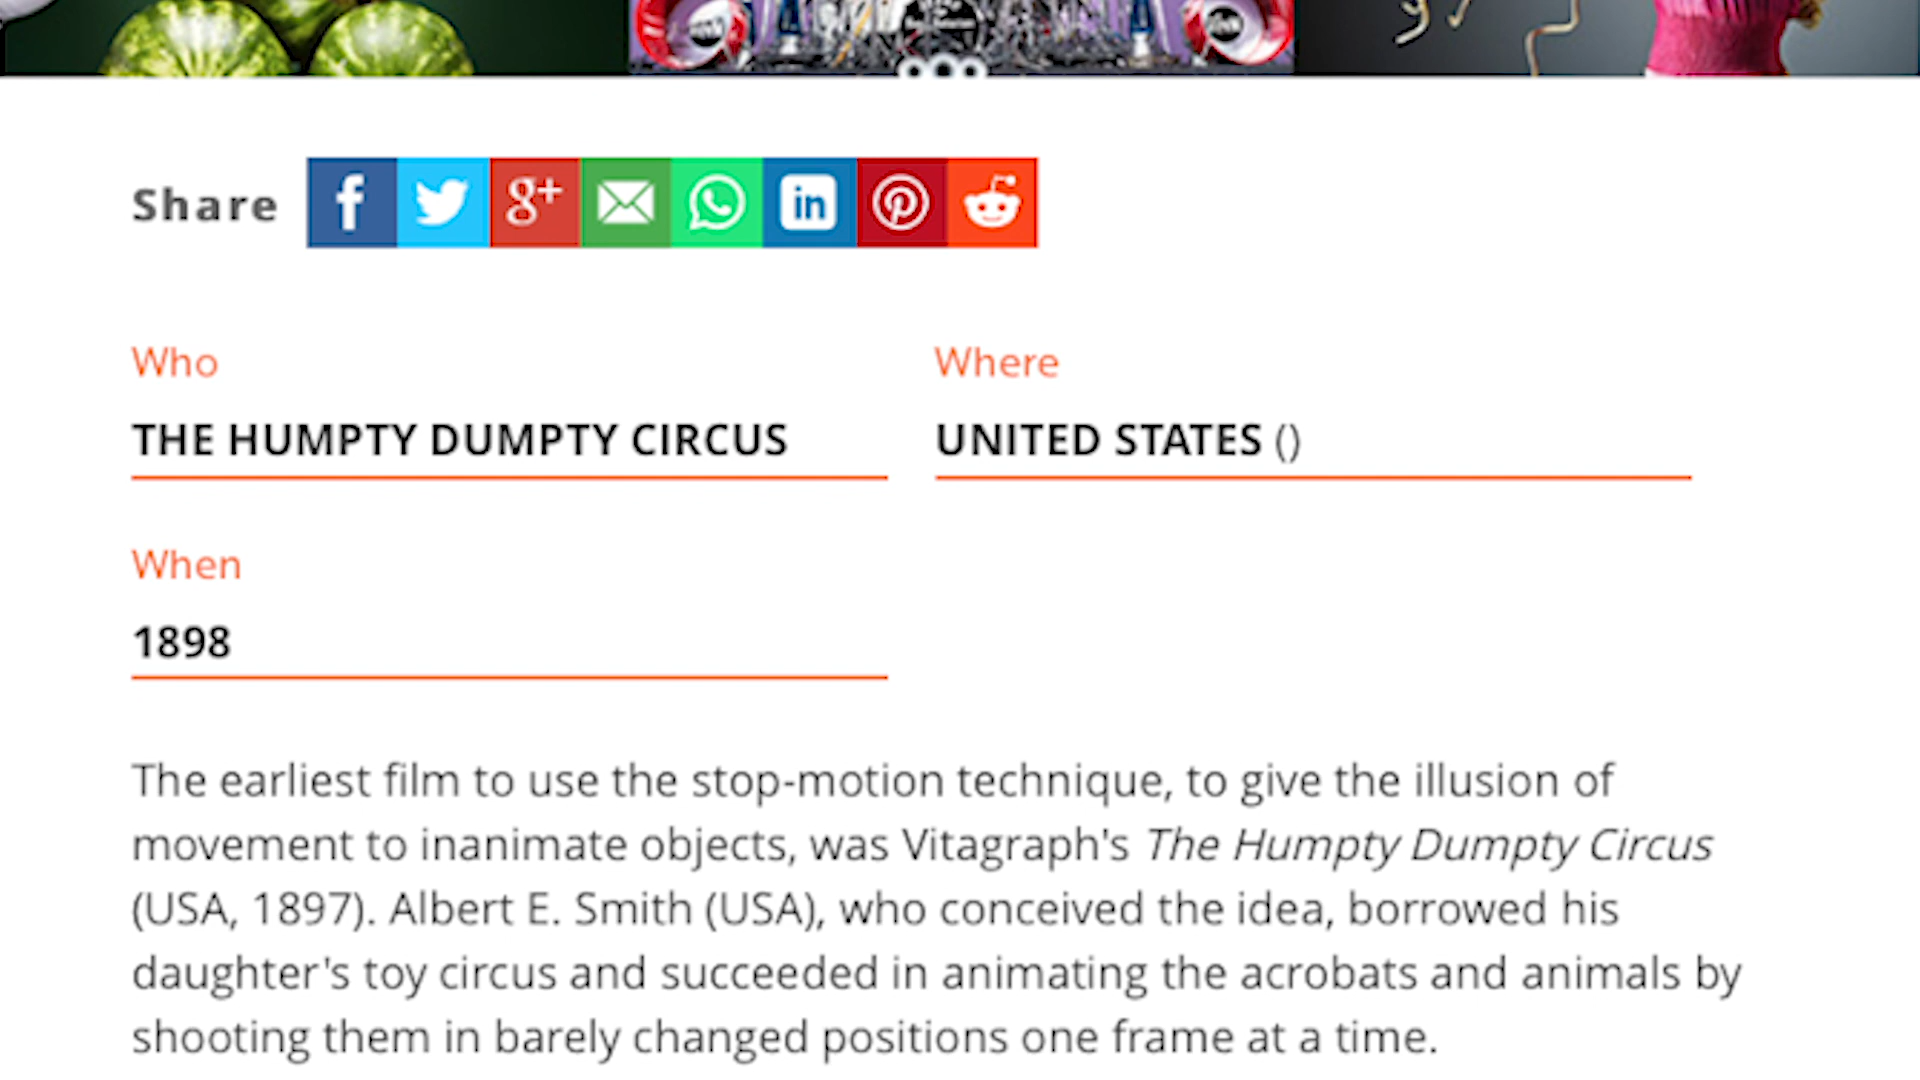 Share
f
8+
in
Who
Where
THE HUMPTY DUMPTY CIRCUS
UNITED STATES ()
When
1898
The earliest film to use the stop-motion technique, to give the illusion of
movement to inanimate objects, was Vitagraph's The Humpty Dumpty Circus
(USA, 1897). Albert E. Smith (USA), who conceived the idea, borrowed his
daughter's toy circus and succeeded in animating the acrobats and animals by
shooting them in barely changed positions one frame at a time.